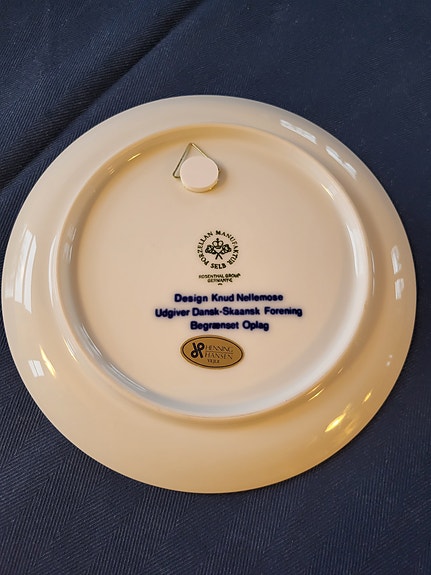 PORZELLAN MANUFAKTUR
SELB
ROSENTHAL GROUP
GERMANY
Design Knud Nellemose
Udgiver Dansk-Skaansk Forening
Begrænset Oplag
HENNING
HANSEN